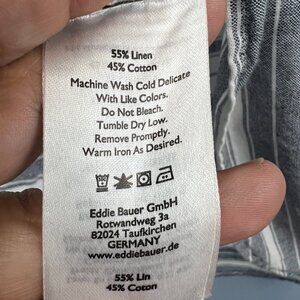 55% Linen
45% Cotton
Machine Wash Cold Delicate
With Like Colors.
Do Not Bleach.
Tumble Dry Low.
Remove Promptly.
Warm Iron As Desired.
Eddie Bauer GmbH
Rotwandweg 3a
82024 Taufkirchen
GERMANY
www.eddiebauer.de
55% Lin
45% Cotton